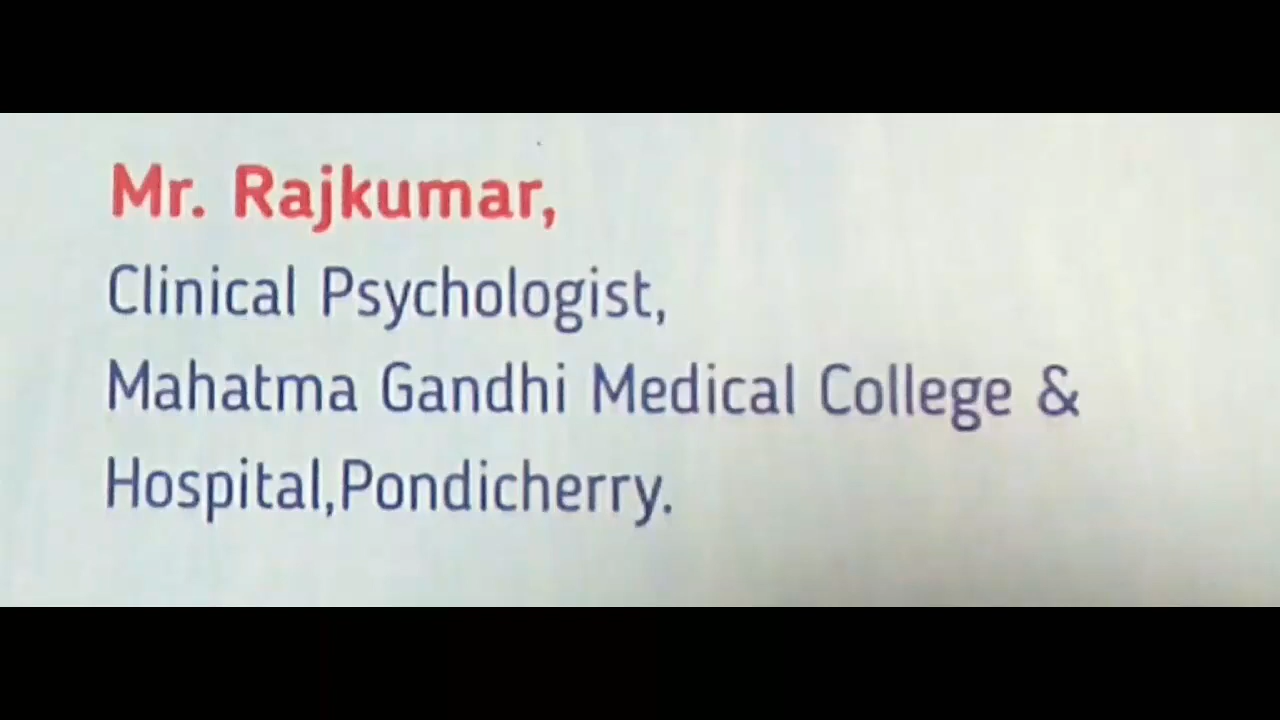 Mr. Rajkumar,
Clinical Psychologist,
Mahatma Gandhi Medical College &
Hospital,Pondicherry.